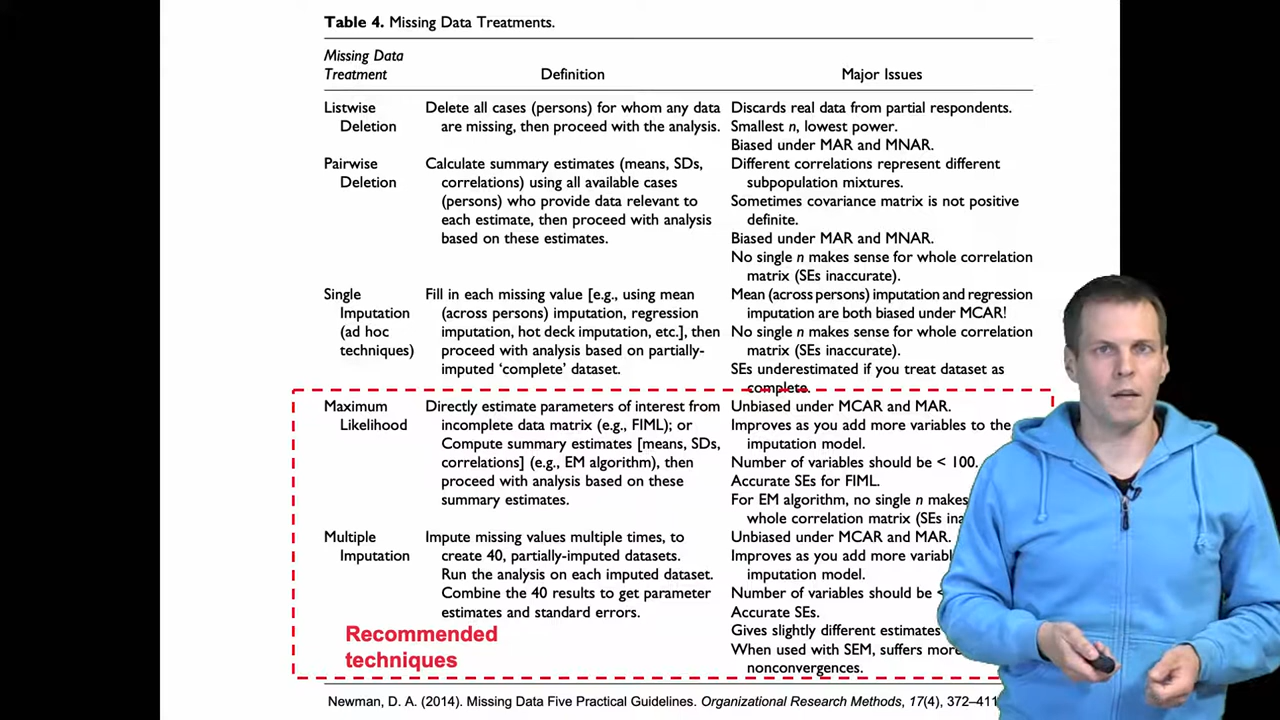 Table 4. Missing Data Treatments.
Missing Data
Treatment
Definition
Major Issues
Listwise
Deletion
Delete all cases (persons) for whom any data
are missing, then proceed with the analysis.
Discards real data from partial respondents.
Smallest n, lowest power.
Biased under MAR and MNAR.
Pairwise
Deletion
Calculate summary estimates (means, SDs,
correlations) using all available cases
(persons) who provide data relevant to
each estimate, then proceed with analysis
based on these estimates.
Different correlations represent different
subpopulation mixtures.
Sometimes covariance matrix is not positive
definite.
Biased under MAR and MNAR.
No single n makes sense for whole correlation
matrix (SEs inaccurate).
Single
Imputation
(ad hoc
techniques)
Fill in each missing value [e.g., using mean
(across persons) imputation, regression
imputation, hot deck imputation, etc.], then
proceed with analysis based on partially-
imputed ‘complete’ dataset.
Mean (across persons) imputation and regression
imputation are both biased under MCAR!
No single n makes sense for whole correlation
matrix (SEs inaccurate).
SEs underestimated if you treat dataset as
complete.
Maximum
Likelihood
Directly estimate parameters of interest from
incomplete data matrix (e.g., FIML); or
Compute summary estimates [means, SDs,
correlations] (e.g., EM algorithm), then
proceed with analysis based on these
summary estimates.
Unbiased under MCAR and MAR.
Improves as you add more variables to the
imputation model.
Number of variables should be < 100.
Accurate SEs for FIML.
For EM algorithm, no single n makes
whole correlation matrix (SEs
Multiple
Imputation
Impute missing values multiple times, to
create 40, partially-imputed datasets.
Run the analysis on each imputed dataset.
Combine the 40 results to get parameter
estimates and standard errors.
Unbiased under MCAR and MAR.
Improves as you add more
imputation model.
Number of variables should be <
Accurate SEs.
Gives slightly different estimates
When used with SEM, suffers more
nonconvergences.
Recommended
techniques
Newman, D. A. (2014). Missing Data Five Practical Guidelines. Organizational Research Methods, 17(4), 372–411